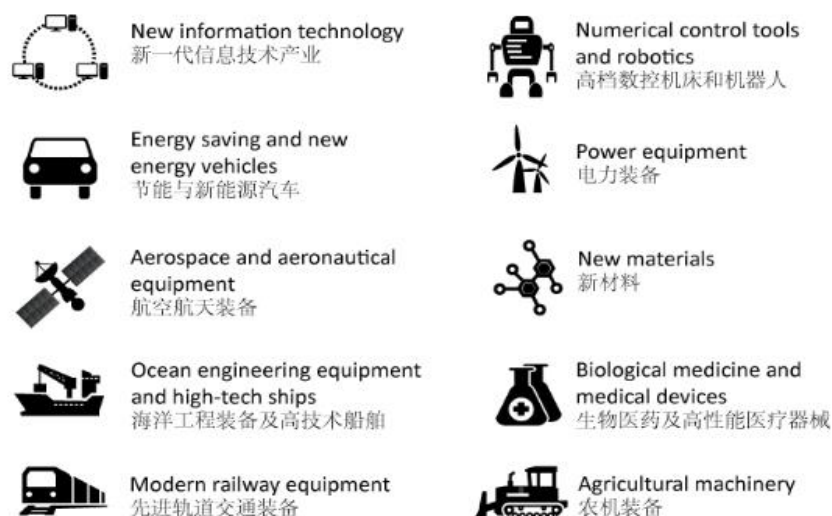 New information technology
新一代信息技术产业
Numerical control tools
and robotics
高档数控机床和机器人
Energy saving and new
energy vehicles
节能与新能源汽车
Power equipment
电力装备
Aerospace and aeronautical
equipment
航空航天装备
New materials
新材料
Ocean engineering equipment
and high-tech ships
海洋工程装备及高技术船舶
Biological medicine and
medical devices
生物医药及高性能医疗器械
Modern railway equipment
先进轨道交通装备
Agricultural machinery
农机装备